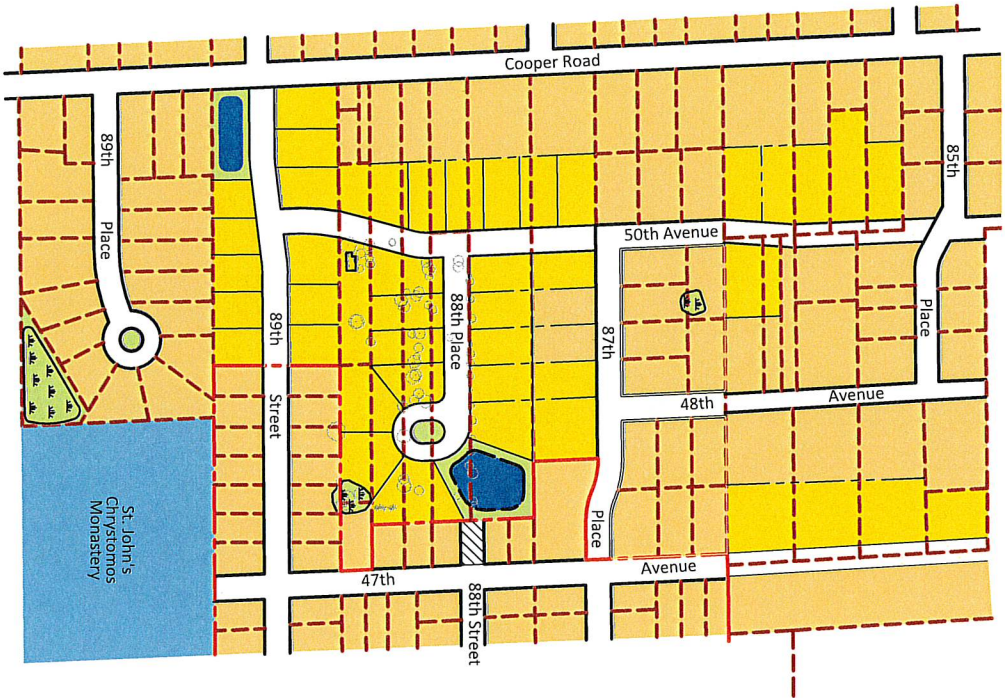 Cooper Road
89th
Place
85th
50th Avenue
88th Place
87th
Place
89th
Street
48th
Avenue
Place
St. John's
Chrystomos
Monastery
47th
Avenue
88th Street